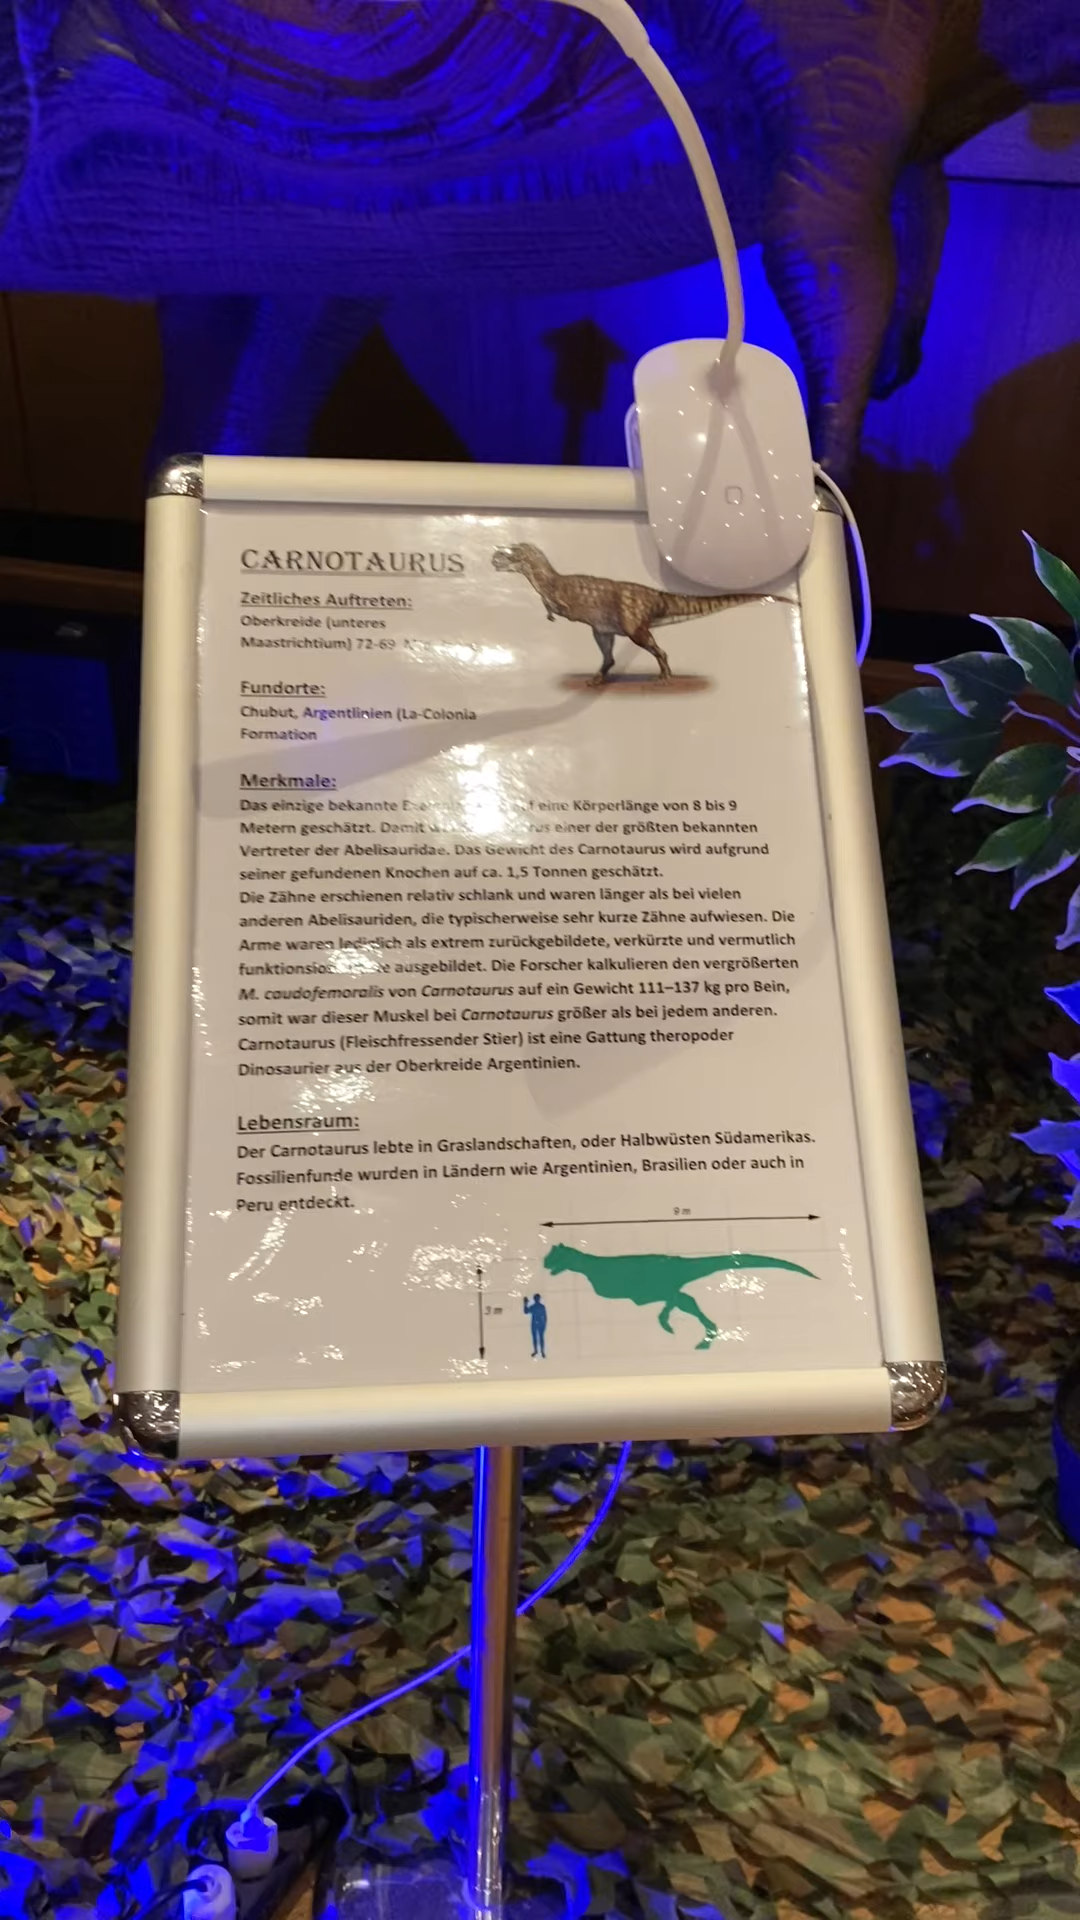 CARNOTAURUS
Zeitliches Auftreten:
Oberkreide (unteres
Maastrichtium) 72-69
Fundorte:
Chubut, Argentlinien (La-Colonia
Formation
Merkmale:
Das einzige bekannte eine Körperlänge von 8 bis 9
Metern geschätzt. Damit einer der größten bekannten
Vertreter der Abelisauridae. Das Gewicht des Carnotaurus wird aufgrund
seiner gefundenen Knochen auf ca. 1,5 Tonnen geschätzt.
Die Zähne erschienen relativ schlank und waren länger als bei vielen
anderen Abelisauriden, die typischerweise sehr kurze Zähne aufwiesen. Die
Arme waren lediglich als extrem zurückgebildete, verkürzte und vermutlich
ausgebildet. Die Forscher kalkulieren den vergrößerten
M. caudofemoralis von Carnotaurus auf ein Gewicht 111–137 kg pro Bein,
somit war dieser Muskel bei Carnotaurus größer als bei jedem anderen.
Carnotaurus (Fleischfressender Stier) ist eine Gattung theropoder
Dinosaurier aus der Oberkreide Argentinien.
Lebensraum:
Der Carnotaurus lebte in Graslandschaften, oder Halbwüsten Südamerikas.
Fossilienfunde wurden in Ländern wie Argentinien, Brasilien oder auch in
Peru entdeckt.
9 m
3 m